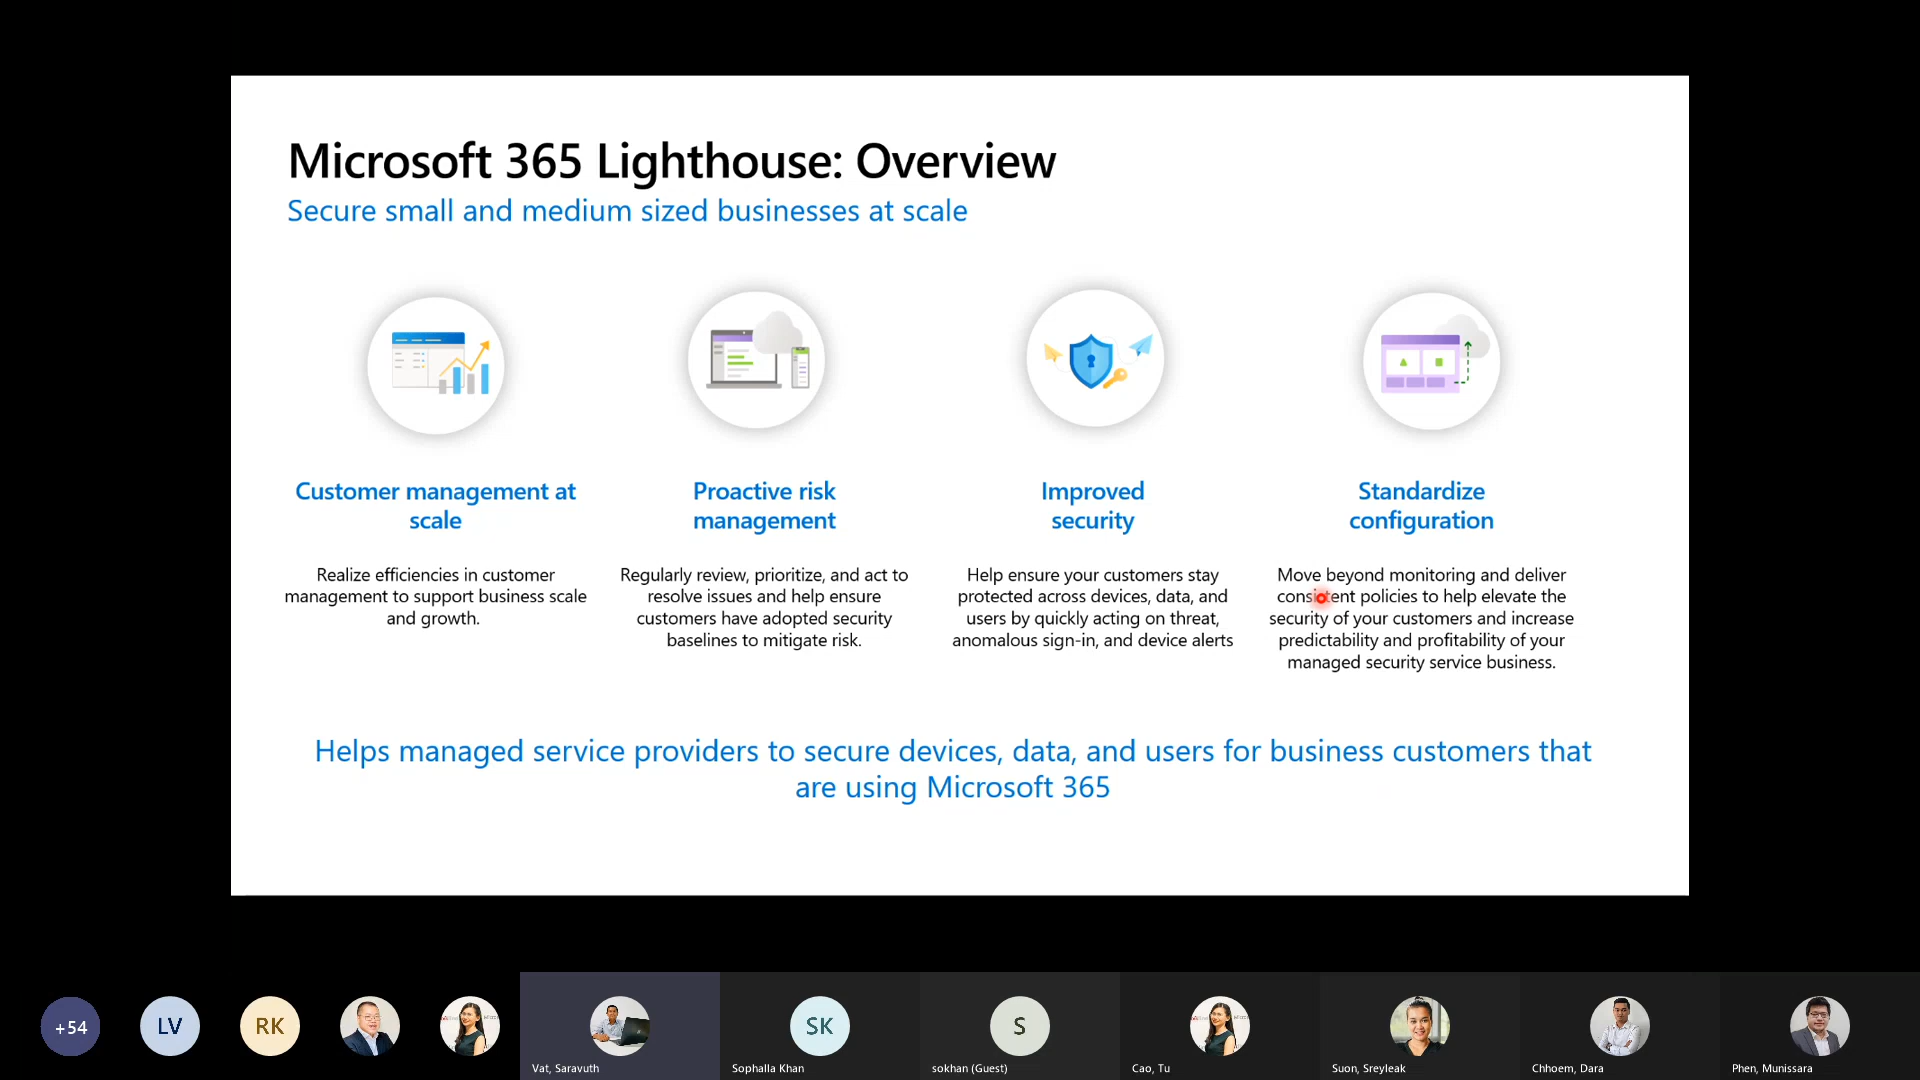 Microsoft 365 Lighthouse: Overview
Secure small and medium sized businesses at scale
Customer management at
scale
Realize efficiencies in customer
management to support business scale
and growth.
Proactive risk
management
Regularly review, prioritize, and act to
resolve issues and help ensure
customers have adopted security
baselines to mitigate risk.
Improved
security
Help ensure your customers stay
protected across devices, data, and
users by quickly acting on threat,
anomalous sign-in, and device alerts
Standardize
configuration
Move beyond monitoring and deliver
consistent policies to help elevate the
security of your customers and increase
predictability and profitability of your
managed security service business.
Helps managed service providers to secure devices, data, and users for business customers that
are using Microsoft 365
+54
LV
RK
Vat, Saravuth
SK
Sophalla Khan
S
sokhan (Guest)
Cao, Tu
Suon, Sreyleak
Chhoem, Dara
Phen, Munissara